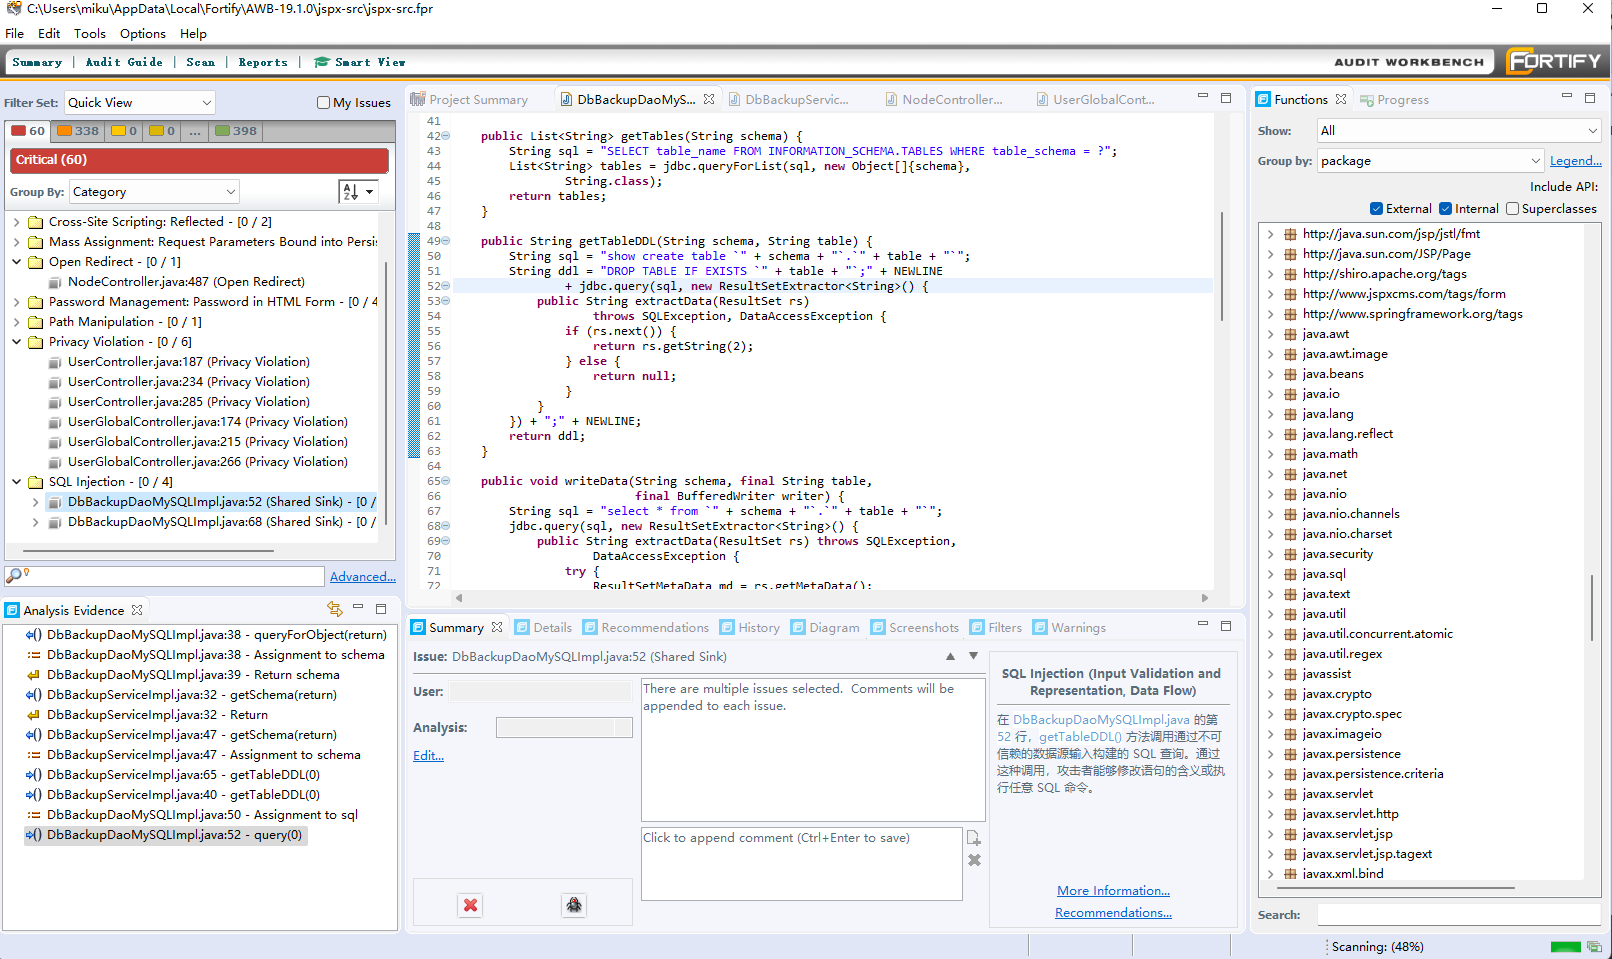 C:\Users\miku\AppData\Local\Fortify\AWB-19.1.0\jspx-src\jspx-src.fpr
File Edit Tools Options Help
Summary | Audit Guide | Scan | Reports | Smart View
AUDIT WORKBENCH FORTIFY
Filter Set: Quick View My Issues
60 338 0 0 ... 398
Critical (60)
Group By: Category
Cross-Site Scripting: Reflected - [0 / 2]
Mass Assignment: Request Parameters Bound into Persi
Open Redirect - [0 / 1]
NodeController.java:487 (Open Redirect)
Password Management: Password in HTML Form - [0 / 4
Path Manipulation - [0 / 1]
Privacy Violation - [0 / 6]
UserController.java:187 (Privacy Violation)
UserController.java:234 (Privacy Violation)
UserController.java:285 (Privacy Violation)
UserGlobalController.java:174 (Privacy Violation)
UserGlobalController.java:215 (Privacy Violation)
UserGlobalController.java:266 (Privacy Violation)
SQL Injection - [0 / 4]
DbBackupDaoMySQLImpl.java:52 (Shared Sink) - [0 /
DbBackupDaoMySQLImpl.java:68 (Shared Sink) - [0 /
Advanced...
Analysis Evidence
DbBackupDaoMySQLImpl.java:38 - queryForObject(return)
DbBackupDaoMySQLImpl.java:38 - Assignment to schema
DbBackupDaoMySQLImpl.java:39 - Return schema
DbBackupServiceImpl.java:32 - getSchema(return)
DbBackupServiceImpl.java:32 - Return
DbBackupServiceImpl.java:47 - getSchema(return)
DbBackupServiceImpl.java:47 - Assignment to schema
DbBackupServiceImpl.java:65 - getTableDDL(0)
DbBackupServiceImpl.java:40 - getTableDDL(0)
DbBackupDaoMySQLImpl.java:50 - Assignment to sql
DbBackupDaoMySQLImpl.java:52 - query(0)
Project Summary DbBackupDaoMyS... DbBackupServic... NodeController... UserGlobalCont...
41
42 public List<String> getTables(String schema) {
43 String sql = "SELECT table_name FROM INFORMATION_SCHEMA.TABLES WHERE table_schema = ?";
44 List<String> tables = jdbc.queryForList(sql, new Object[]{schema},
45 String.class);
46 return tables;
47 }
48
49 public String getTableDDL(String schema, String table) {
50 String sql = "show create table `" + schema + "`.`" + table + "`";
51 String ddl = "DROP TABLE IF EXISTS `" + table + "`;" + NEWLINE
52 + jdbc.query(sql, new ResultSetExtractor<String>() {
53 public String extractData(ResultSet rs)
54 throws SQLException, DataAccessException {
55 if (rs.next()) {
56 return rs.getString(2);
57 } else {
58 return null;
59 }
60 }
61 }) + ";" + NEWLINE;
62 return ddl;
63 }
64
65 public void writeData(String schema, final String table,
66 final BufferedWriter writer) {
67 String sql = "select * from `" + schema + "`.`" + table + "`";
68 jdbc.query(sql, new ResultSetExtractor<String>() {
69 public String extractData(ResultSet rs) throws SQLException,
70 DataAccessException {
71 try {
72 ResultSetMetaData md = rs.getMetaData();
Summary Details Recommendations History Diagram Screenshots Filters Warnings
Issue: DbBackupDaoMySQLImpl.java:52 (Shared Sink)
User:
Analysis:
Edit...
There are multiple issues selected. Comments will be
appended to each issue.
Click to append comment (Ctrl+Enter to save)
SQL Injection (Input Validation and
Representation, Data Flow)
在 DbBackupDaoMySQLImpl.java 的第
52 行，getTableDDL() 方法调用通过不可
信赖的数据源输入构建的 SQL 查询。通过
这种调用，攻击者能够修改语句的含义或执
行任意 SQL 命令。
More Information...
Recommendations...
Functions Progress
Show: All
Group by: package Legend...
Include API:
External Internal Superclasses
http://java.sun.com/jsp/jstl/fmt
http://java.sun.com/JSP/Page
http://shiro.apache.org/tags
http://www.jspxcms.com/tags/form
http://www.springframework.org/tags
java.awt
java.awt.image
java.beans
java.io
java.lang
java.lang.reflect
java.math
java.net
java.nio
java.nio.channels
java.nio.charset
java.security
java.sql
java.text
java.util
java.util.concurrent.atomic
java.util.regex
javassist
javax.crypto
javax.crypto.spec
javax.imageio
javax.persistence
javax.persistence.criteria
javax.servlet
javax.servlet.http
javax.servlet.jsp
javax.servlet.jsp.tagext
javax.xml.bind
Search:
Scanning: (48%)